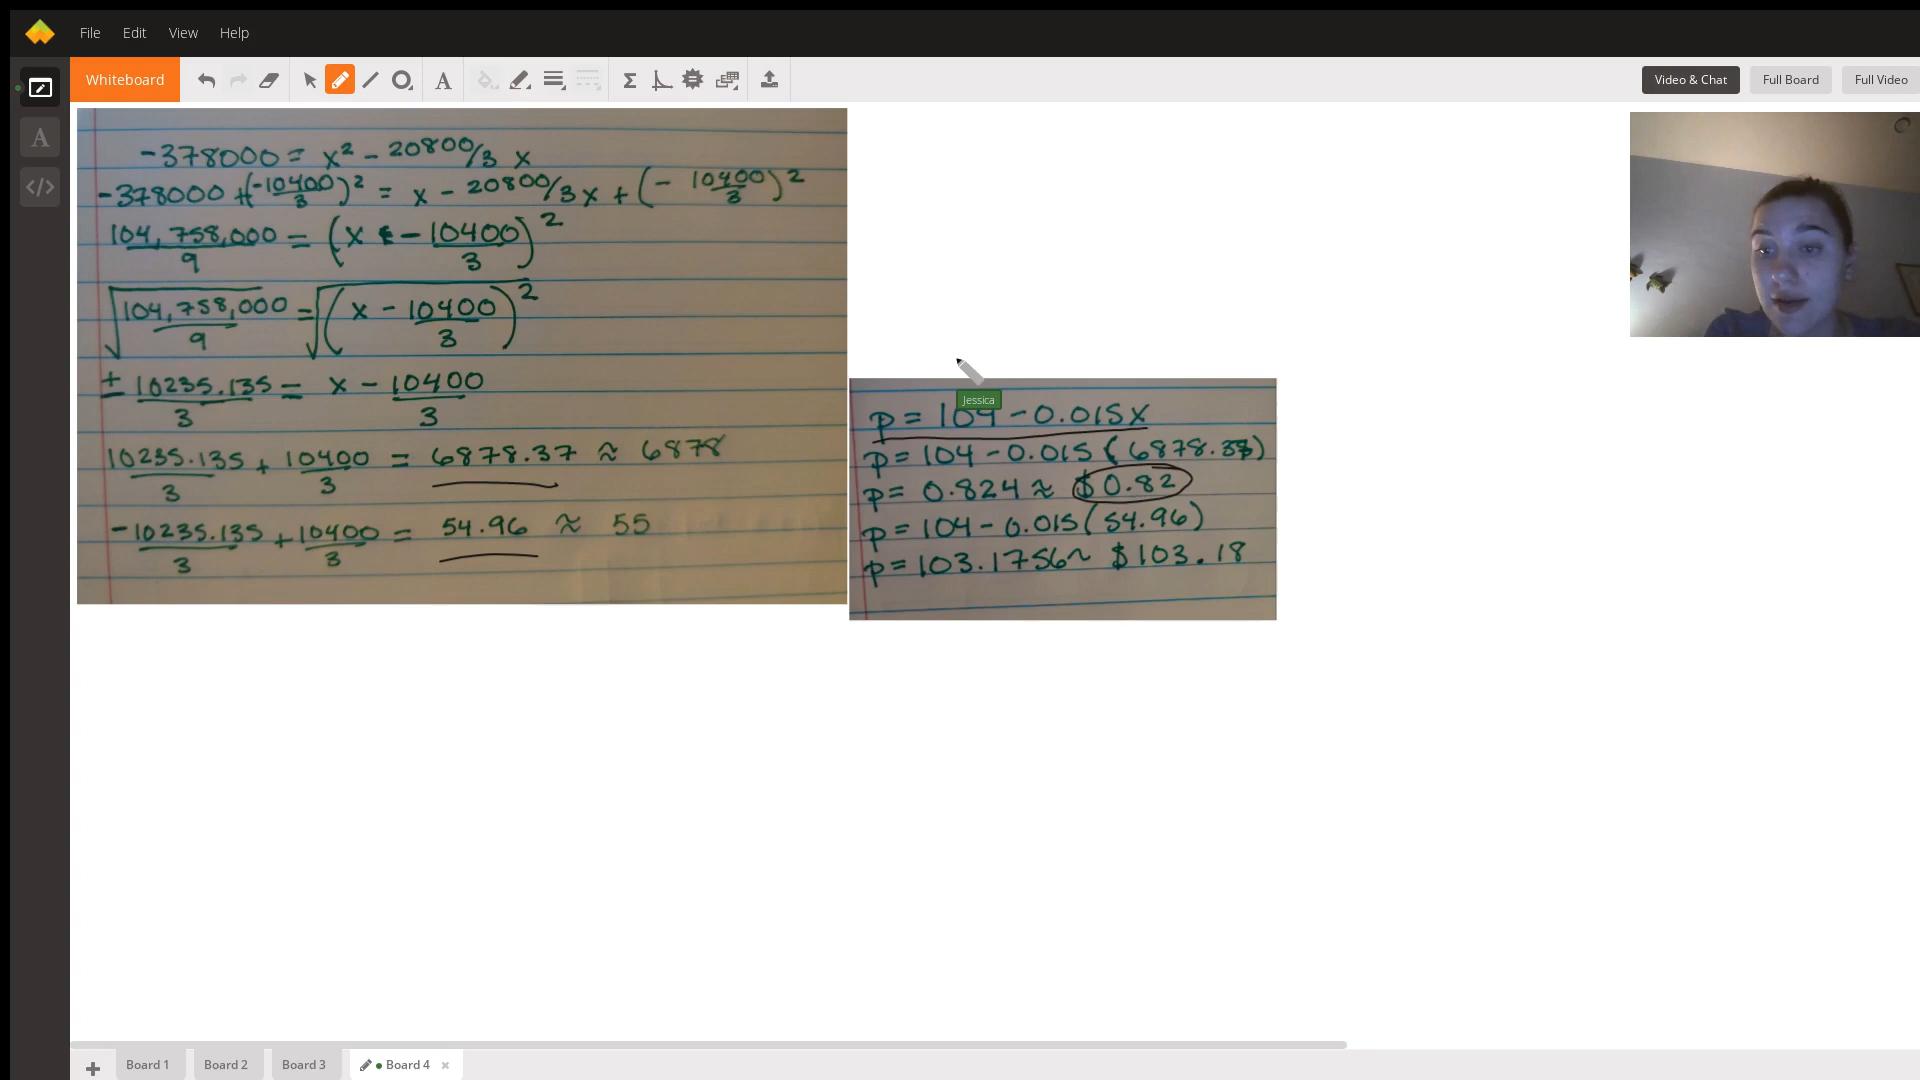 File Edit View Help
Whiteboard
A
Σ
Video & Chat Full Board Full Video
A
</>
-378000 = x² - 20800/3 x
-378000 + (-10400/3)² = x - 20800/3 x + (- 10400/3)²
104,758,000/9 = (x - 10400/3)²
√(104,758,000/9) = √(x - 10400/3)²
± 10235.135/3 = x - 10400/3
10235.135/3 + 10400/3 = 6878.37 ≈ 6878
-10235.135/3 + 10400/3 = 54.96 ≈ 55
Jessica
p = 104 - 0.015x
p = 104 - 0.015 (6878.37)
p = 0.824 ≈ $0.82
p = 104 - 0.015(54.96)
p = 103.1756 ~ $103.18
+ Board 1 Board 2 Board 3 Board 4 ×